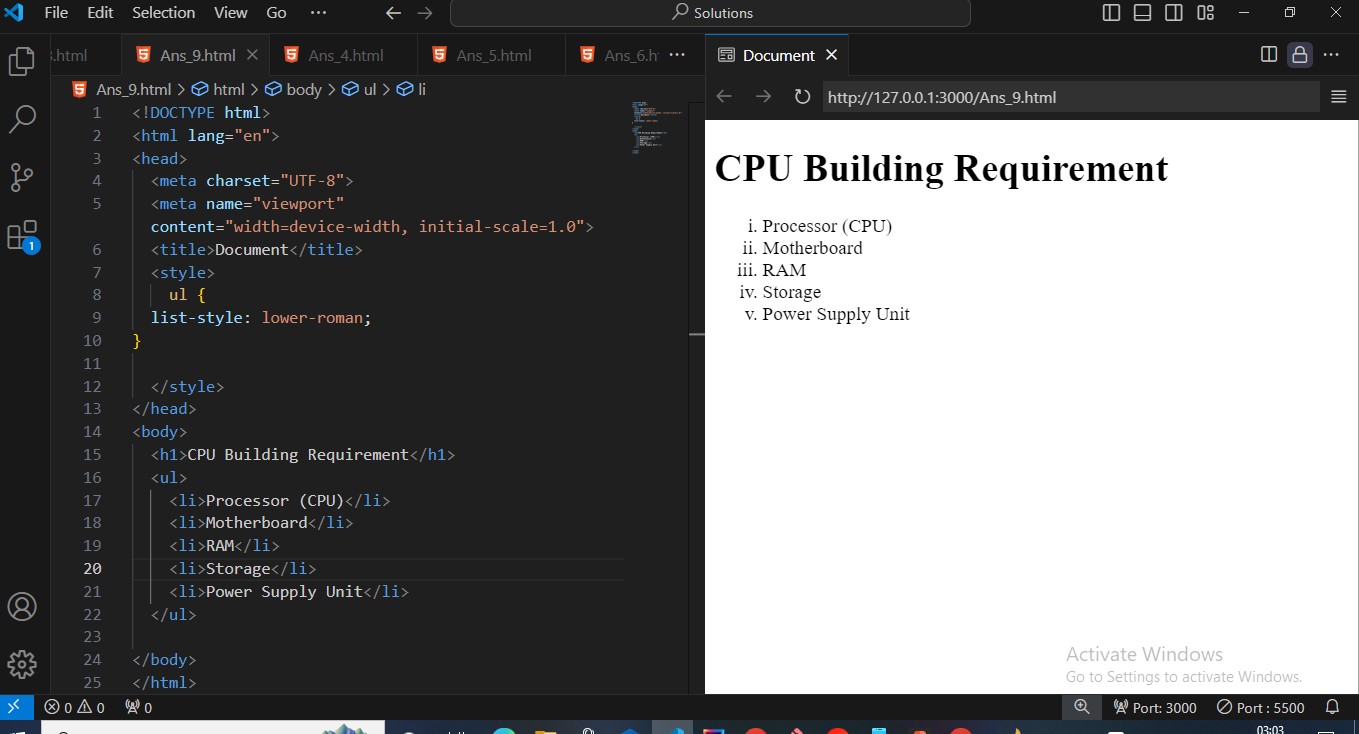 File Edit Selection View Go ··· Solutions
.html Ans_9.html Ans_4.html Ans_5.html Ans_6.h ··· Document
Ans_9.html > html > body > ul > li
http://127.0.0.1:3000/Ans_9.html
1 <!DOCTYPE html>
2 <html lang="en">
3 <head>
4 <meta charset="UTF-8">
5 <meta name="viewport"
content="width=device-width, initial-scale=1.0">
6 <title>Document</title>
7 <style>
8 ul {
9 list-style: lower-roman;
10 }
11
12 </style>
13 </head>
14 <body>
15 <h1>CPU Building Requirement</h1>
16 <ul>
17 <li>Processor (CPU)</li>
18 <li>Motherboard</li>
19 <li>RAM</li>
20 <li>Storage</li>
21 <li>Power Supply Unit</li>
22 </ul>
23
24 </body>
25 </html>
CPU Building Requirement
i. Processor (CPU)
ii. Motherboard
iii. RAM
iv. Storage
v. Power Supply Unit
Activate Windows
Go to Settings to activate Windows.
1
0 0 0 Port: 3000 Port : 5500
03:03